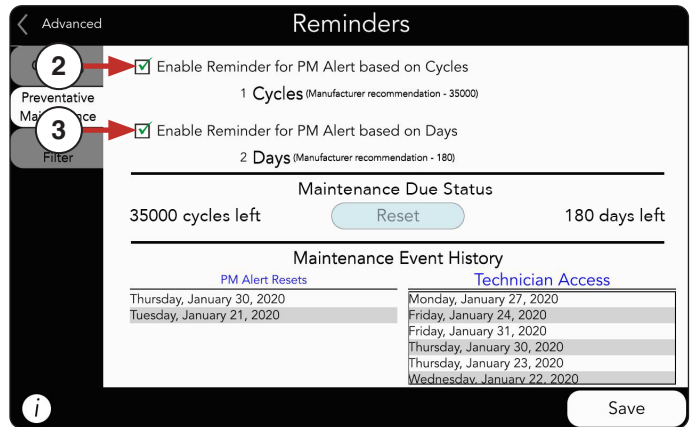 Advanced
Reminders
2
Enable Reminder for PM Alert based on Cycles
1 Cycles (Manufacturer recommendation - 35000)
Preventative
3
Enable Reminder for PM Alert based on Days
Filter
2 Days (Manufacturer recommendation - 180)
Maintenance Due Status
35000 cycles left
Reset
180 days left
Maintenance Event History
PM Alert Resets
Technician Access
Thursday, January 30, 2020
Tuesday, January 21, 2020
Monday, January 27, 2020
Friday, January 24, 2020
Friday, January 31, 2020
Thursday, January 30, 2020
Thursday, January 23, 2020
Wednesday, January 22, 2020
i
Save